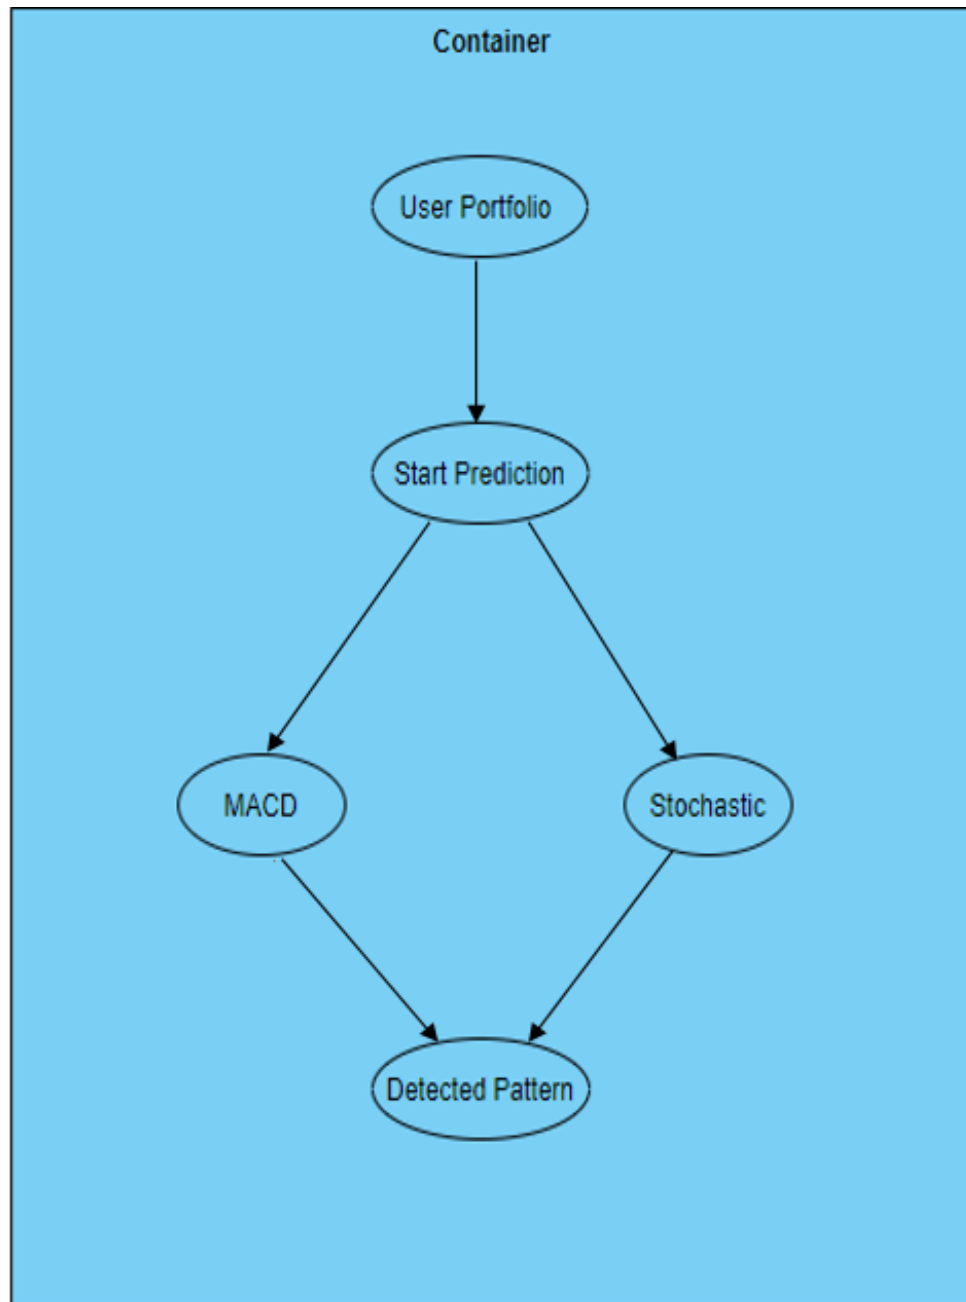 Container
User Portfolio
Start Prediction
MACD
Stochastic
Detected Pattern